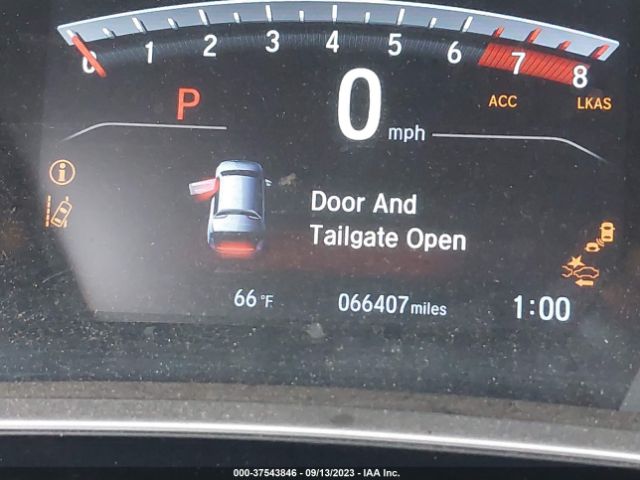 0 1 2 3 4 5 6 7 8
P 0 mph ACC LKAS
i
Door And
Tailgate Open
66 °F 066407 miles 1:00
000-37543846 - 09/13/2023 - IAA Inc.